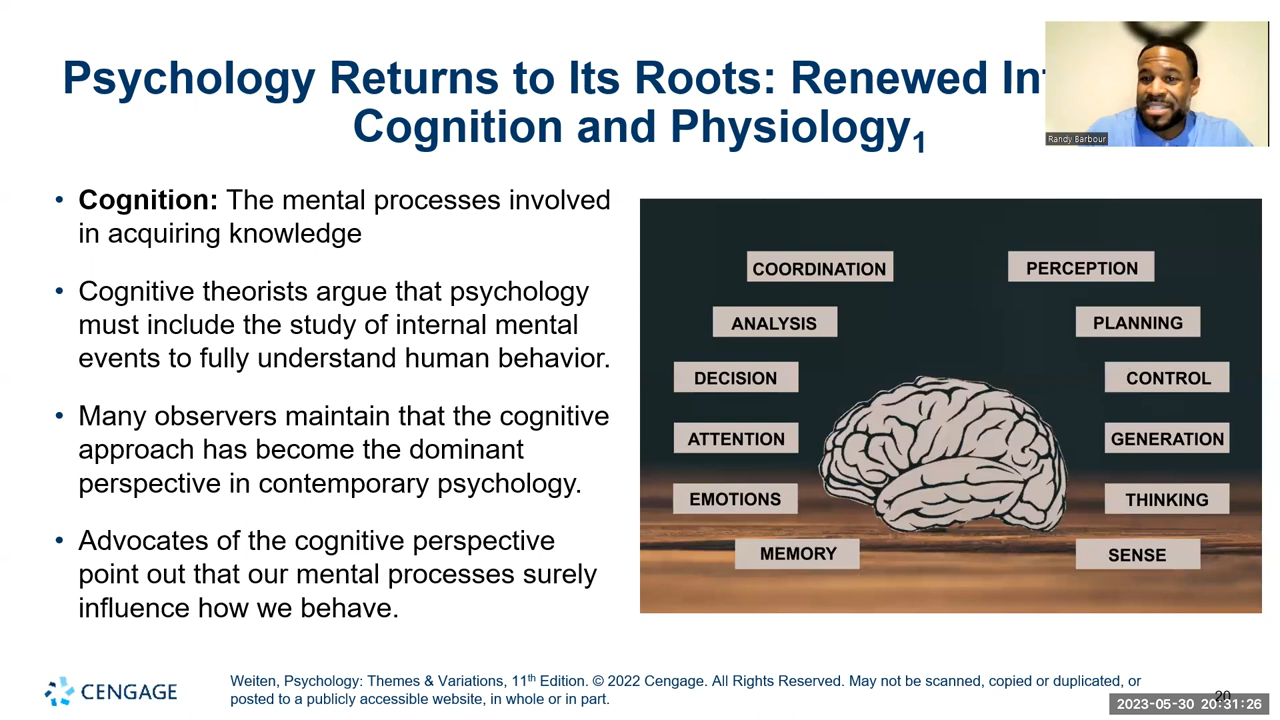 Psychology Returns to Its Roots: Renewed In
Cognition and Physiology1
Randy Barbour
• Cognition: The mental processes involved
in acquiring knowledge
• Cognitive theorists argue that psychology
must include the study of internal mental
events to fully understand human behavior.
• Many observers maintain that the cognitive
approach has become the dominant
perspective in contemporary psychology.
• Advocates of the cognitive perspective
point out that our mental processes surely
influence how we behave.
COORDINATION
PERCEPTION
ANALYSIS
PLANNING
DECISION
CONTROL
ATTENTION
GENERATION
EMOTIONS
THINKING
MEMORY
SENSE
CENGAGE
Weiten, Psychology: Themes & Variations, 11th Edition. © 2022 Cengage. All Rights Reserved. May not be scanned, copied or duplicated, or
posted to a publicly accessible website, in whole or in part.
20
2023-05-30 20:31:26